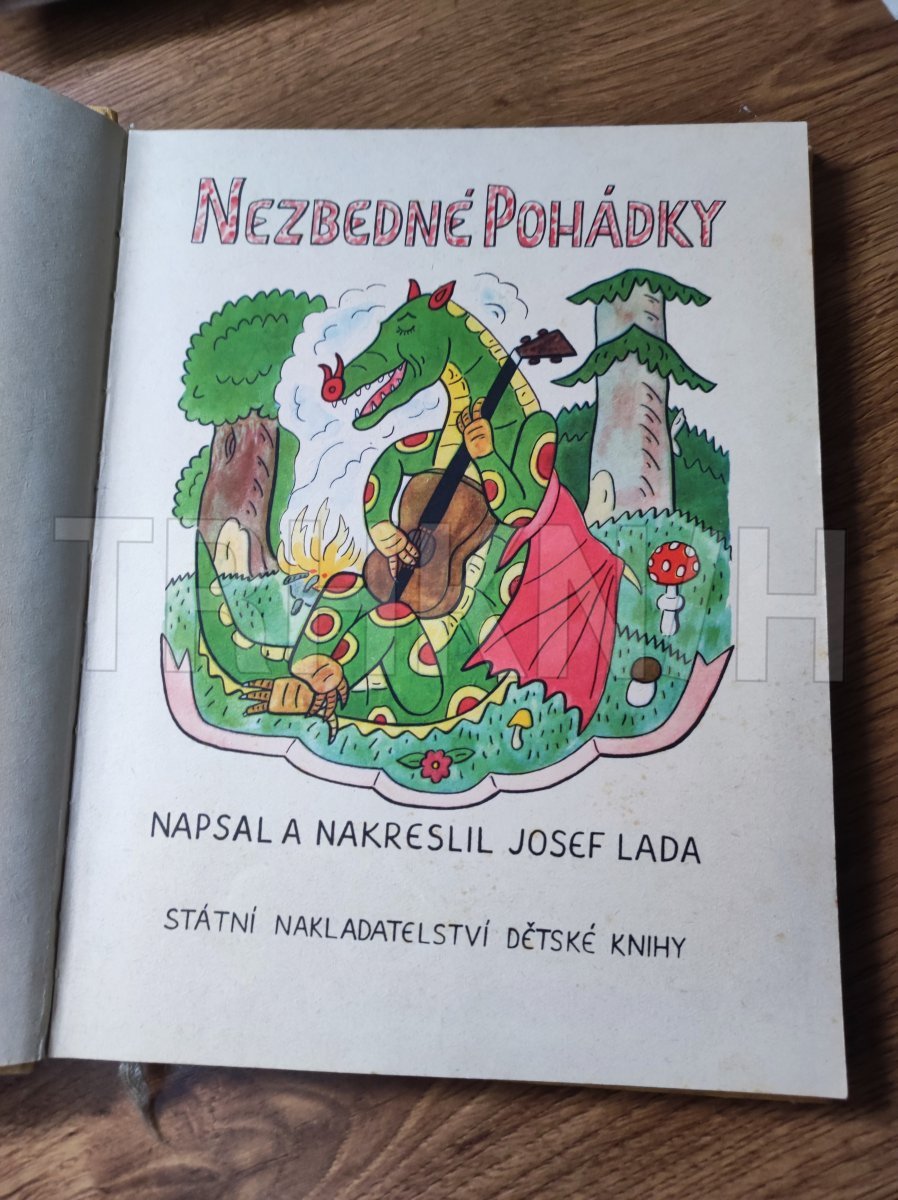 NEZBEDNÉ POHÁDKY
NAPSAL A NAKRESLIL JOSEF LADA
STÁTNÍ NAKLADATELSTVÍ DĚTSKÉ KNIHY